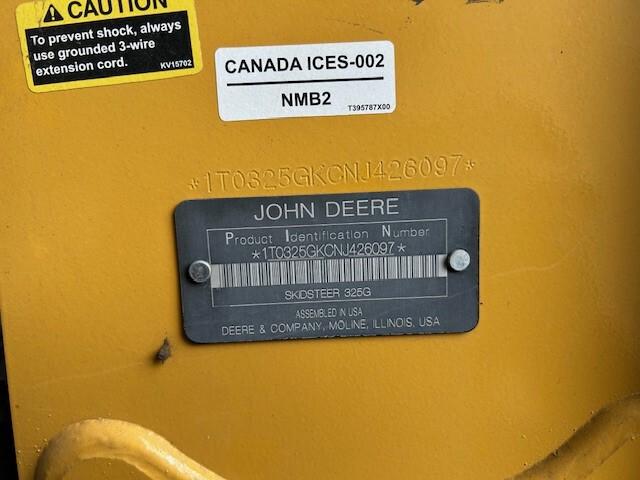 CAUTION
To prevent shock, always
use grounded 3-wire
extension cord.
KV15702
CANADA ICES-002
NMB2
T395787X00
*1T0325GKCNJ426097*
JOHN DEERE
Product Identification Number
*1T0325GKCNJ426097*
SKIDSTEER 325G
ASSEMBLED IN USA
DEERE & COMPANY, MOLINE, ILLINOIS, USA